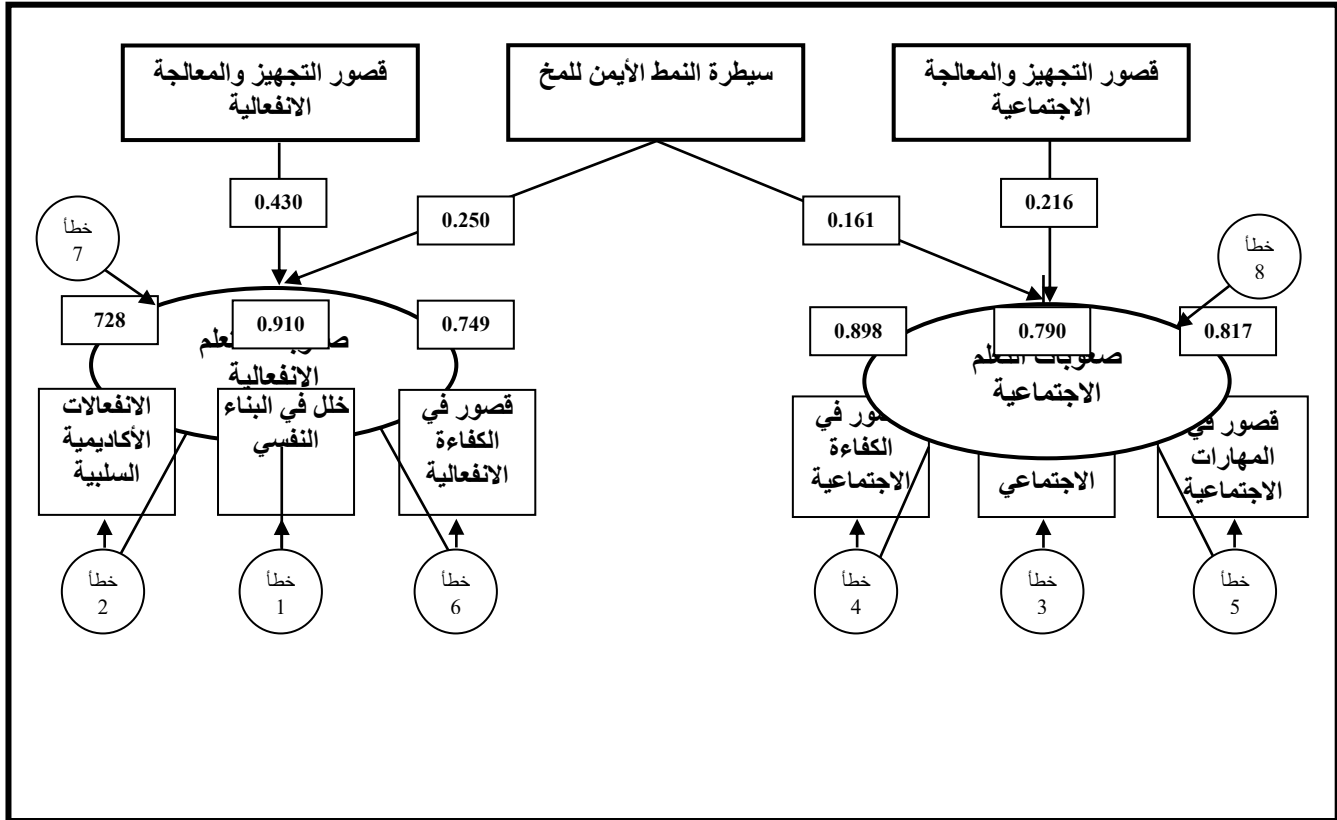 قصور التجهيز والمعالجة
الاجتماعية
سيطرة النمط الأيمن للمخ
قصور التجهيز والمعالجة
الانفعالية
0.216
0.161
0.250
0.430
خطأ
8
خطأ
7
0.817
0.790
0.898
0.749
0.910
728
صعوبات التعلم
الاجتماعية
الانفعالية
قصور في
المهارات
الاجتماعية
الاجتماعي
في
الكفاءة
الاجتماعية
قصور في
الكفاءة
الانفعالية
خلل في البناء
النفسي
الانفعالات
الأكاديمية
السلبية
خطأ
5
خطأ
3
خطأ
4
خطأ
6
خطأ
1
خطأ
2